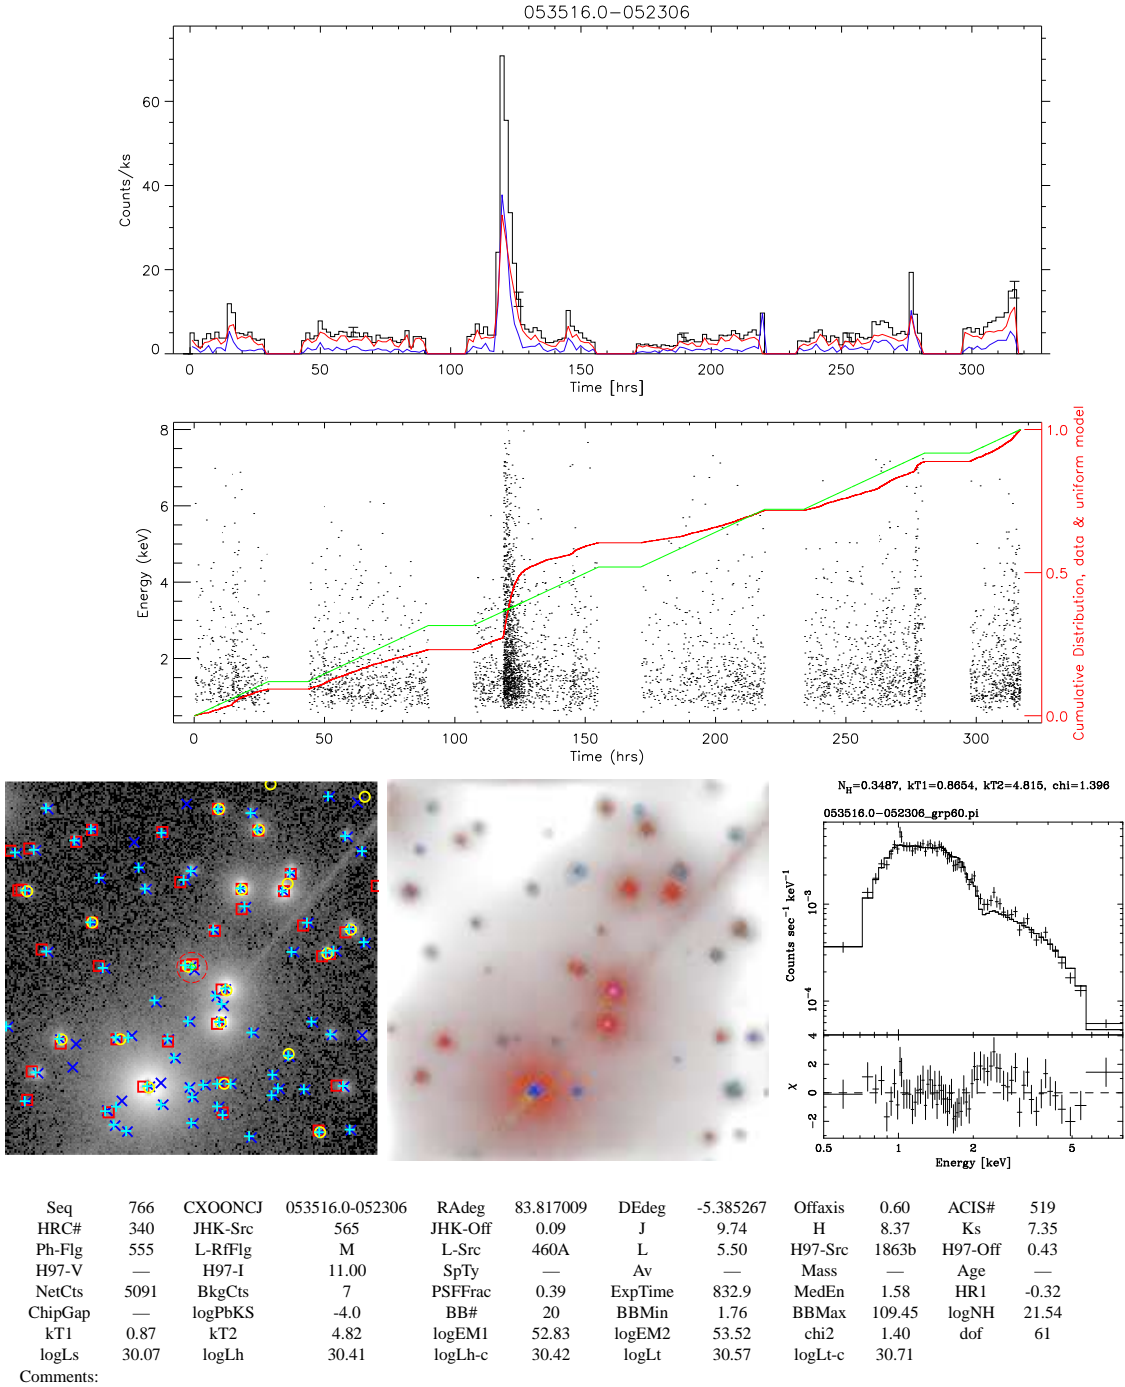 053516.0-052306
60
40
20
0
Counts/ks
0 50 100 150 200 250 300
Time [hrs]
8
6
4
2
Energy (keV)
1.0
0.5
0.0
Cumulative Distribution, data & uniform model
0 50 100 150 200 250 300
Time (hrs)
N_H=0.3487, kT1=0.8654, kT2=4.815, chi=1.396
053516.0-052306_grp60.pi
10⁻³
10⁻⁴
Counts sec⁻¹ keV⁻¹
4
2
0
−2
χ
0.5 1 2 5
Energy [keV]
Seq 766 CXOONCJ 053516.0-052306 RAdeg 83.817009 DEdeg -5.385267 Offaxis 0.60 ACIS# 519
HRC# 340 JHK-Src 565 JHK-Off 0.09 J 9.74 H 8.37 Ks 7.35
Ph-Flg 555 L-RfFlg M L-Src 460A L 5.50 H97-Src 1863b H97-Off 0.43
H97-V — H97-I 11.00 SpTy — Av — Mass — Age —
NetCts 5091 BkgCts 7 PSFFrac 0.39 ExpTime 832.9 MedEn 1.58 HR1 -0.32
ChipGap — logPbKS -4.0 BB# 20 BBMin 1.76 BBMax 109.45 logNH 21.54
kT1 0.87 kT2 4.82 logEM1 52.83 logEM2 53.52 chi2 1.40 dof 61
logLs 30.07 logLh 30.41 logLh-c 30.42 logLt 30.57 logLt-c 30.71
Comments: